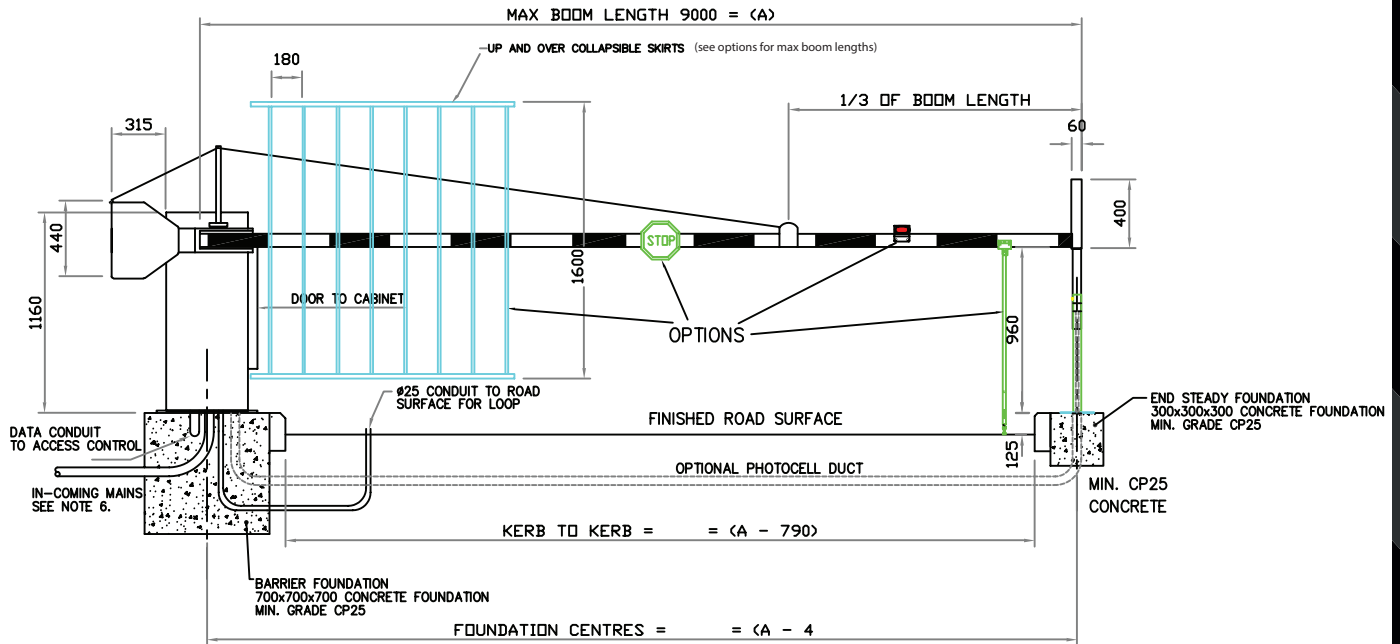 MAX BOOM LENGTH 9000 = (A)
UP AND OVER COLLAPSIBLE SKIRTS (see options for max boom lengths)
180
1/3 OF BOOM LENGTH
315
60
440
400
STOP
1600
1160
DOOR TO CABINET
OPTIONS
960
Ø25 CONDUIT TO ROAD
SURFACE FOR LOOP
END STEADY FOUNDATION
300x300x300 CONCRETE FOUNDATION
MIN. GRADE CP25
FINISHED ROAD SURFACE
DATA CONDUIT
TO ACCESS CONTROL
125
OPTIONAL PHOTOCELL DUCT
MIN. CP25
CONCRETE
IN-COMING MAINS
SEE NOTE 6.
KERB TO KERB = = (A - 790)
BARRIER FOUNDATION
700x700x700 CONCRETE FOUNDATION
MIN. GRADE CP25
FOUNDATION CENTRES = = (A - 4